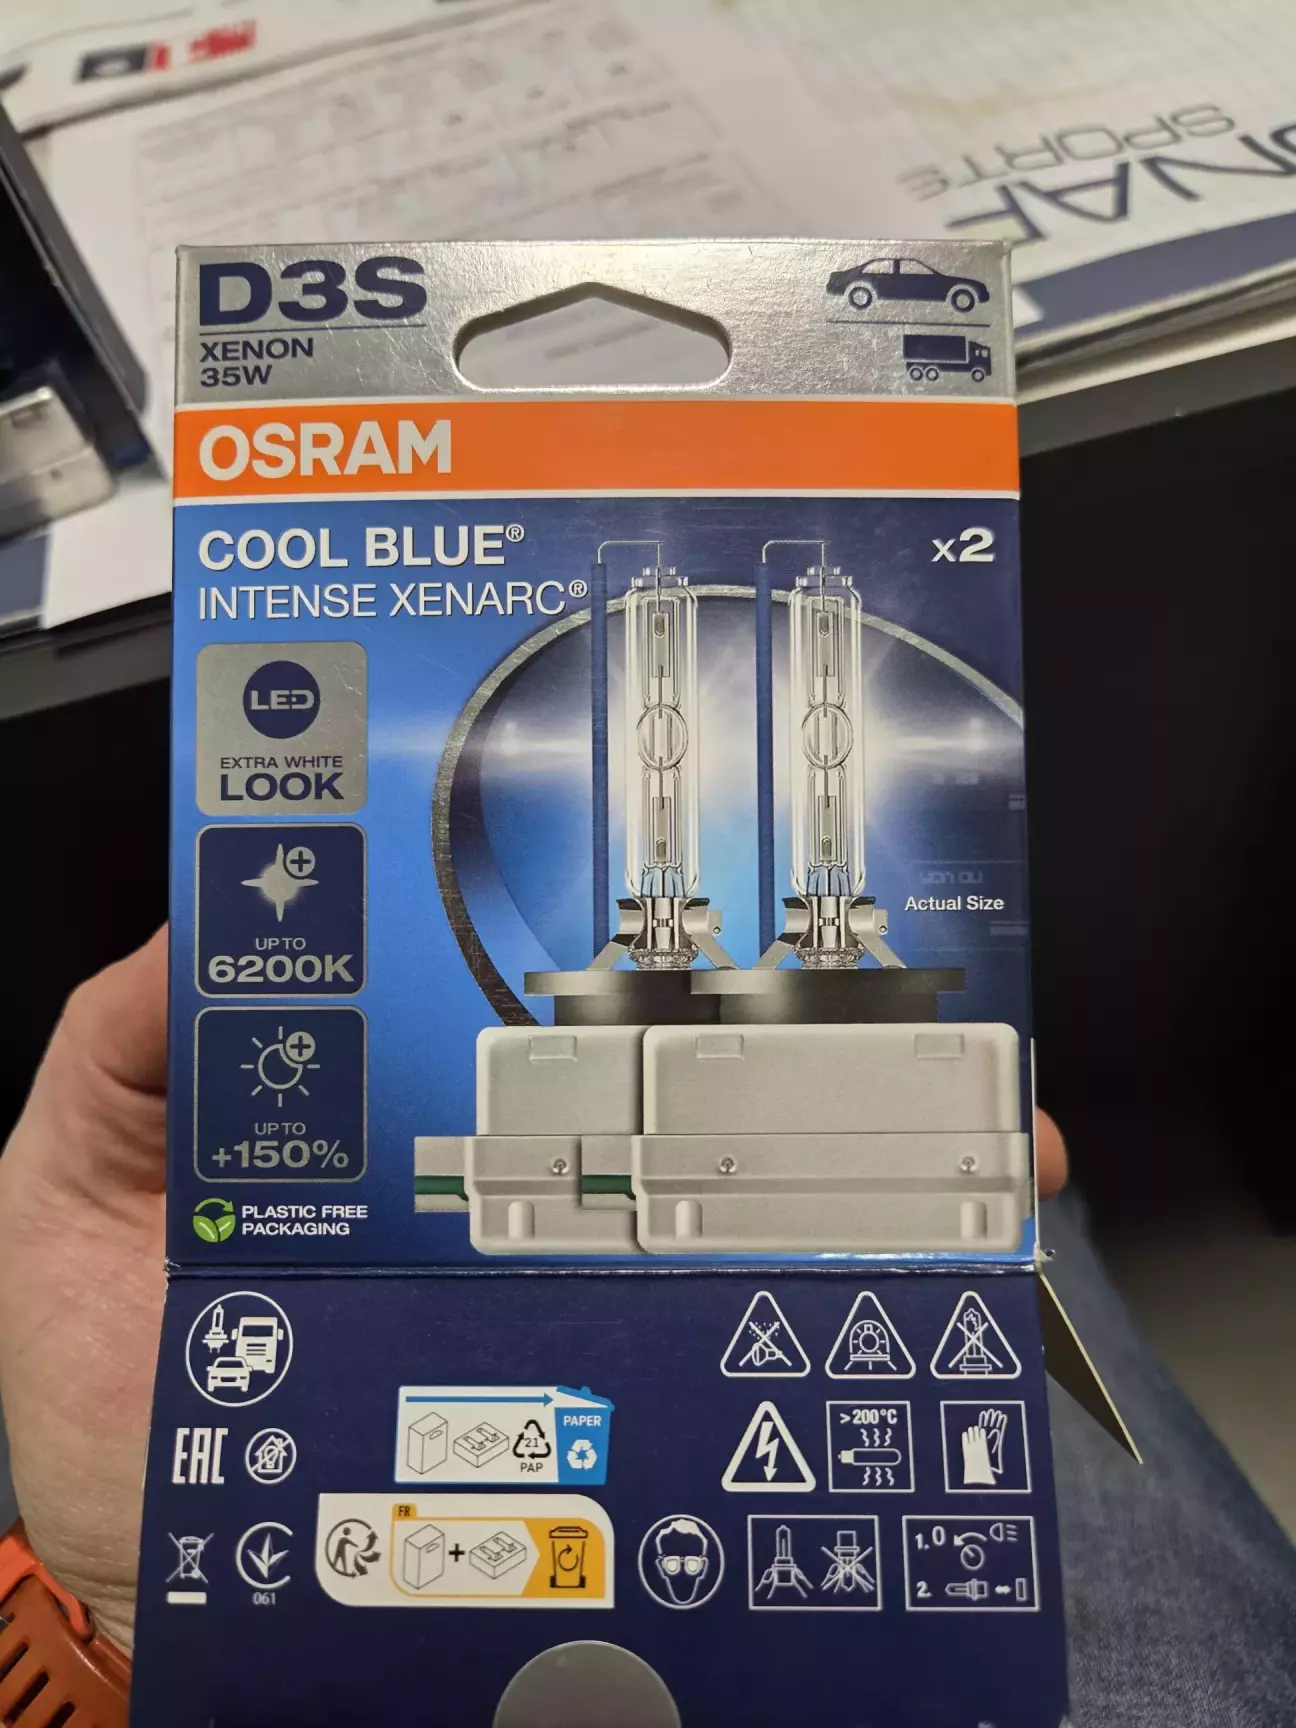 SPORTS
D3S
XENON
35W
OSRAM
COOL BLUE®
INTENSE XENARC®
x2
LED
EXTRA WHITE
LOOK
UP TO
6200K
Actual Size
UP TO
+150%
PLASTIC FREE
PACKAGING
EAC
PAPER
21
PAP
>200°C
FR
061
1. 0
2.